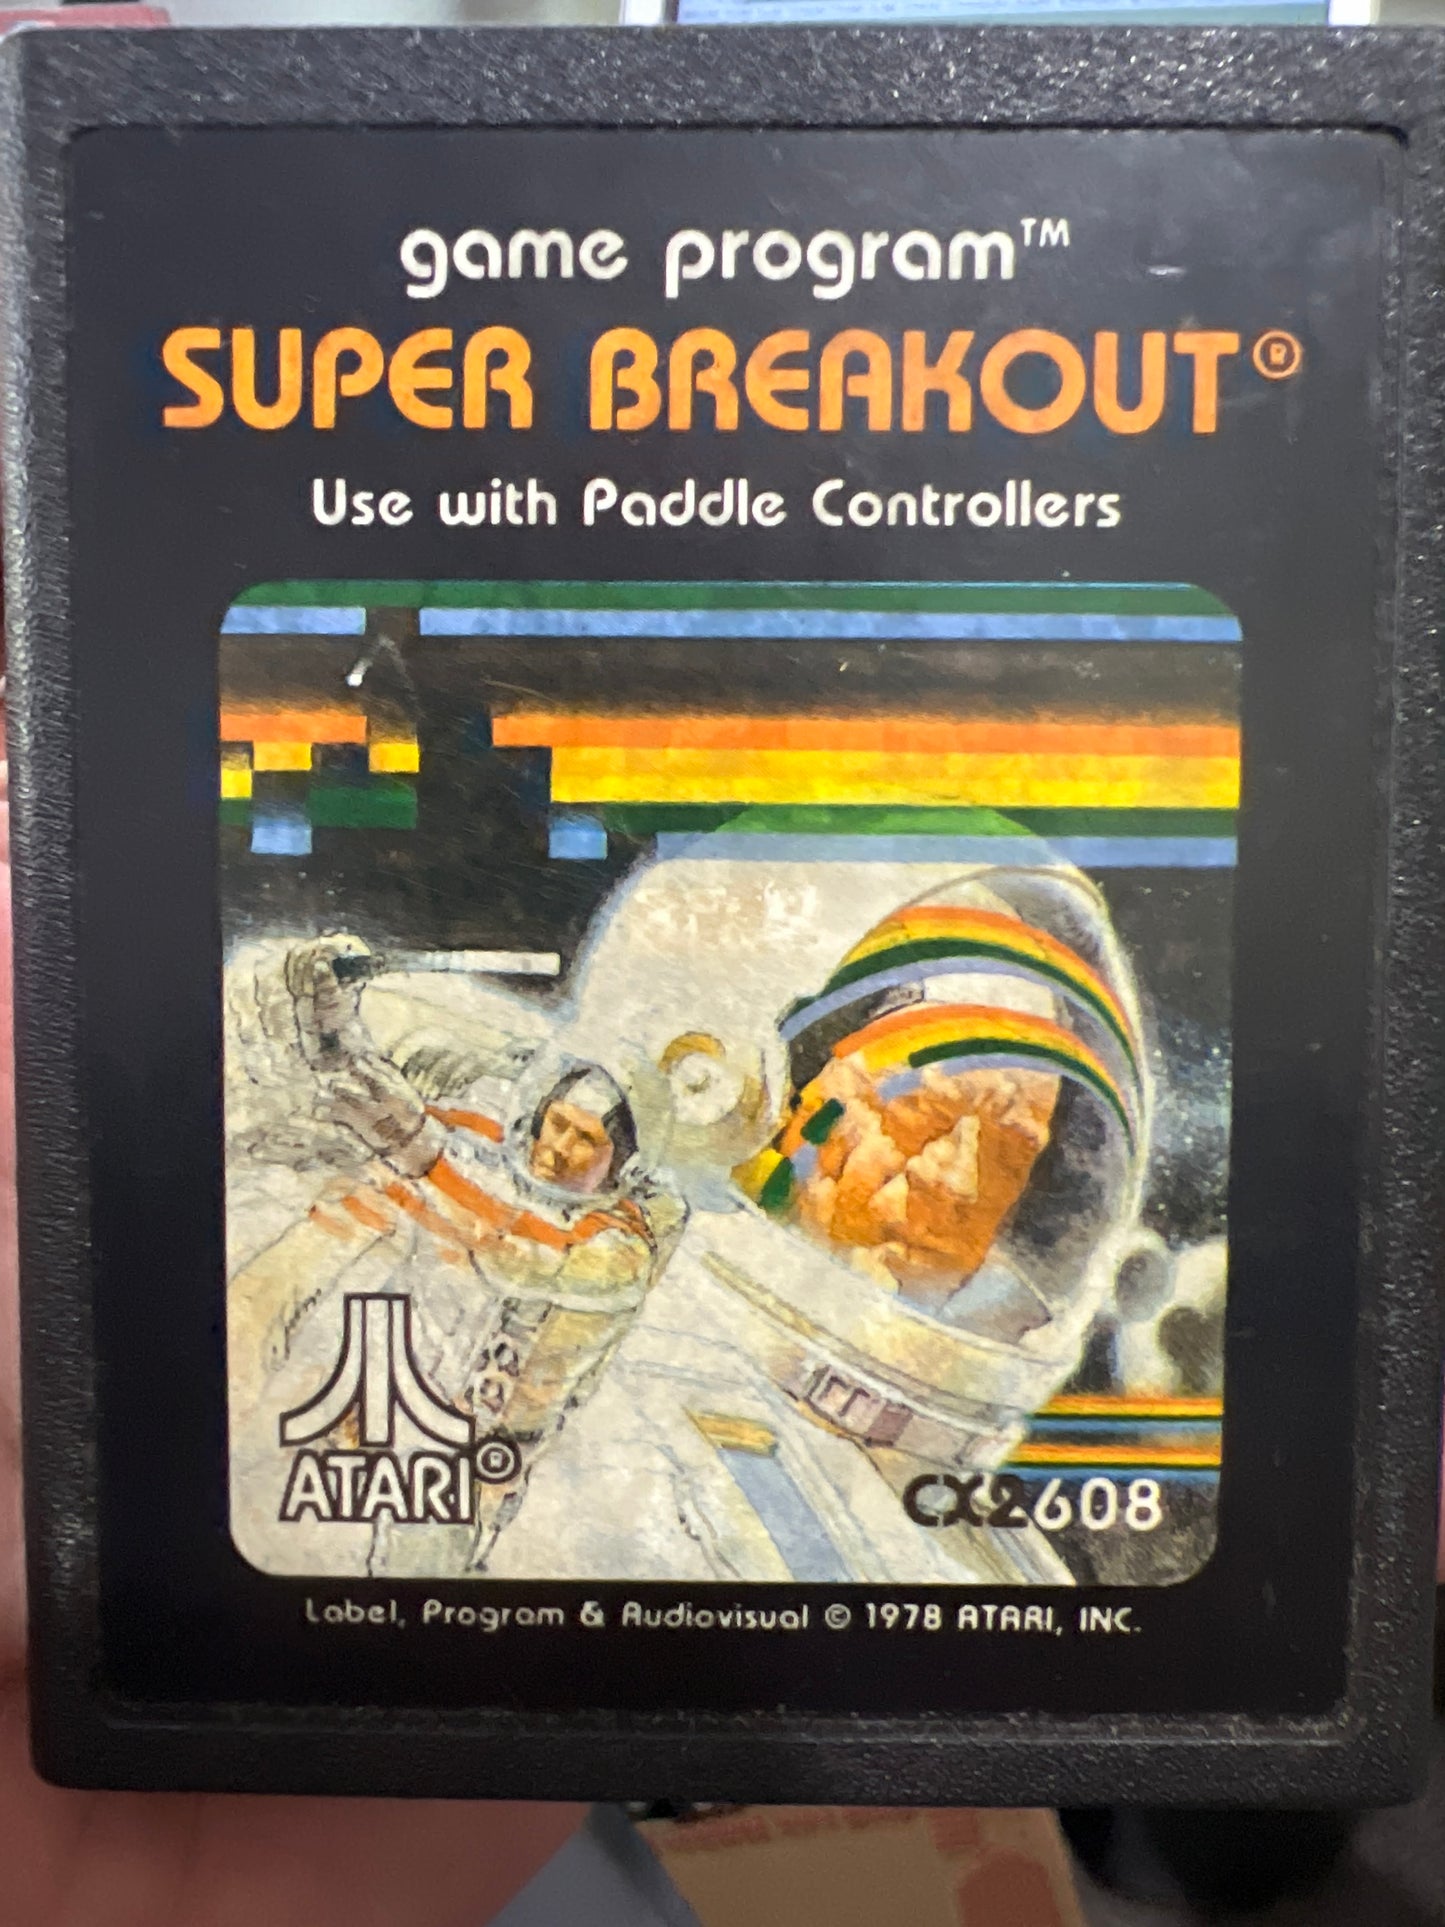 game program™
SUPER BREAKOUT®
Use with Paddle Controllers
ATARI®
CX2608
Label, Program & Audiovisual © 1978 ATARI, INC.